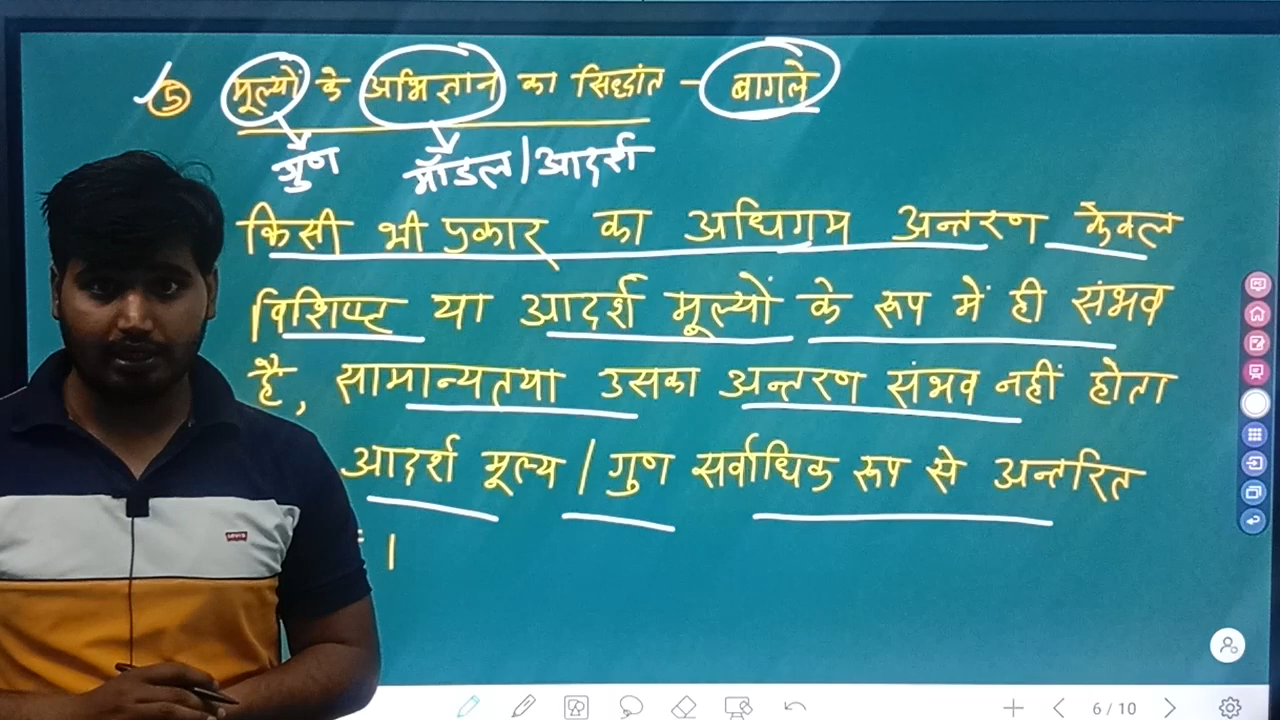 5 मूल्यों के अभिज्ञान का सिद्धांत - बागले
गुण मॉडल / आदर्श
किसी भी प्रकार का अधिगम अन्तरण केवल
विशिष्ट या आदर्श मूल्यों के रूप में ही संभव
है, सामान्यतया उसका अन्तरण संभव नहीं होता
आदर्श मूल्य / गुण सर्वाधिक रूप से अन्तरित
।
Levi's
6 / 10